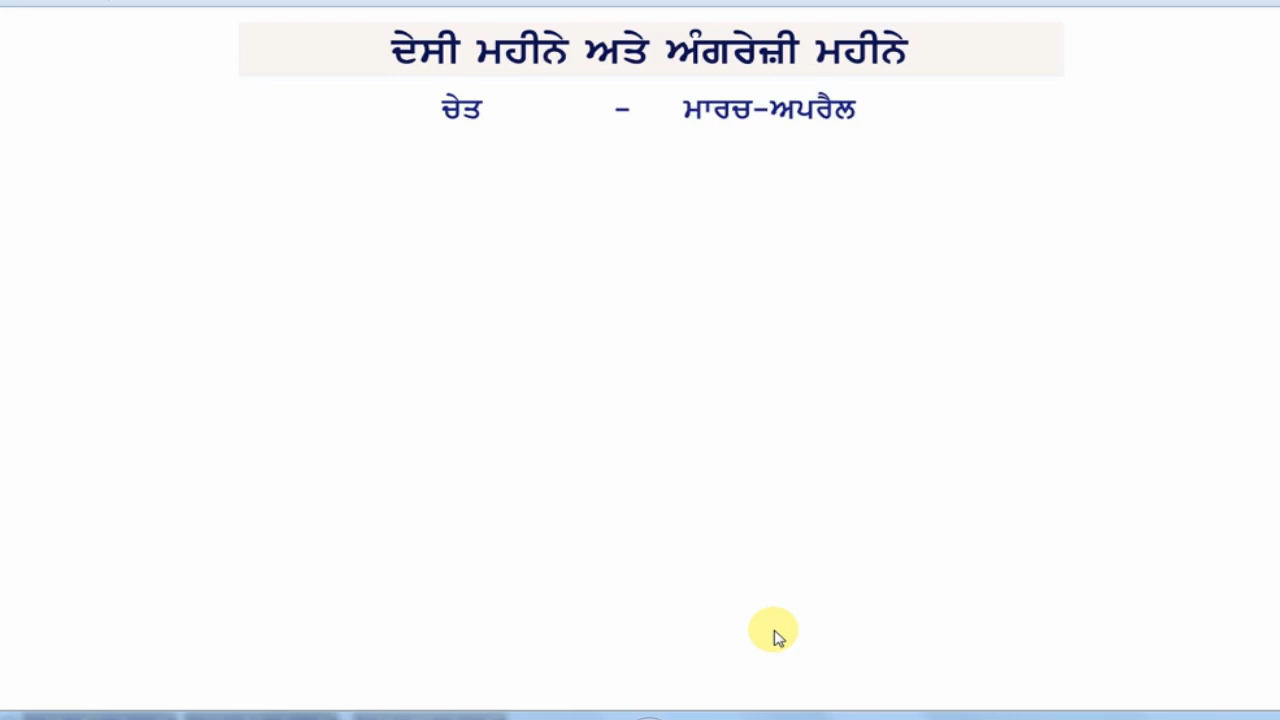 ਦੇਸੀ ਮਹੀਨੇ ਅਤੇ ਅੰਗਰੇਜ਼ੀ ਮਹੀਨੇ
ਚੇਤ - ਮਾਰਚ-ਅਪਰੈਲ